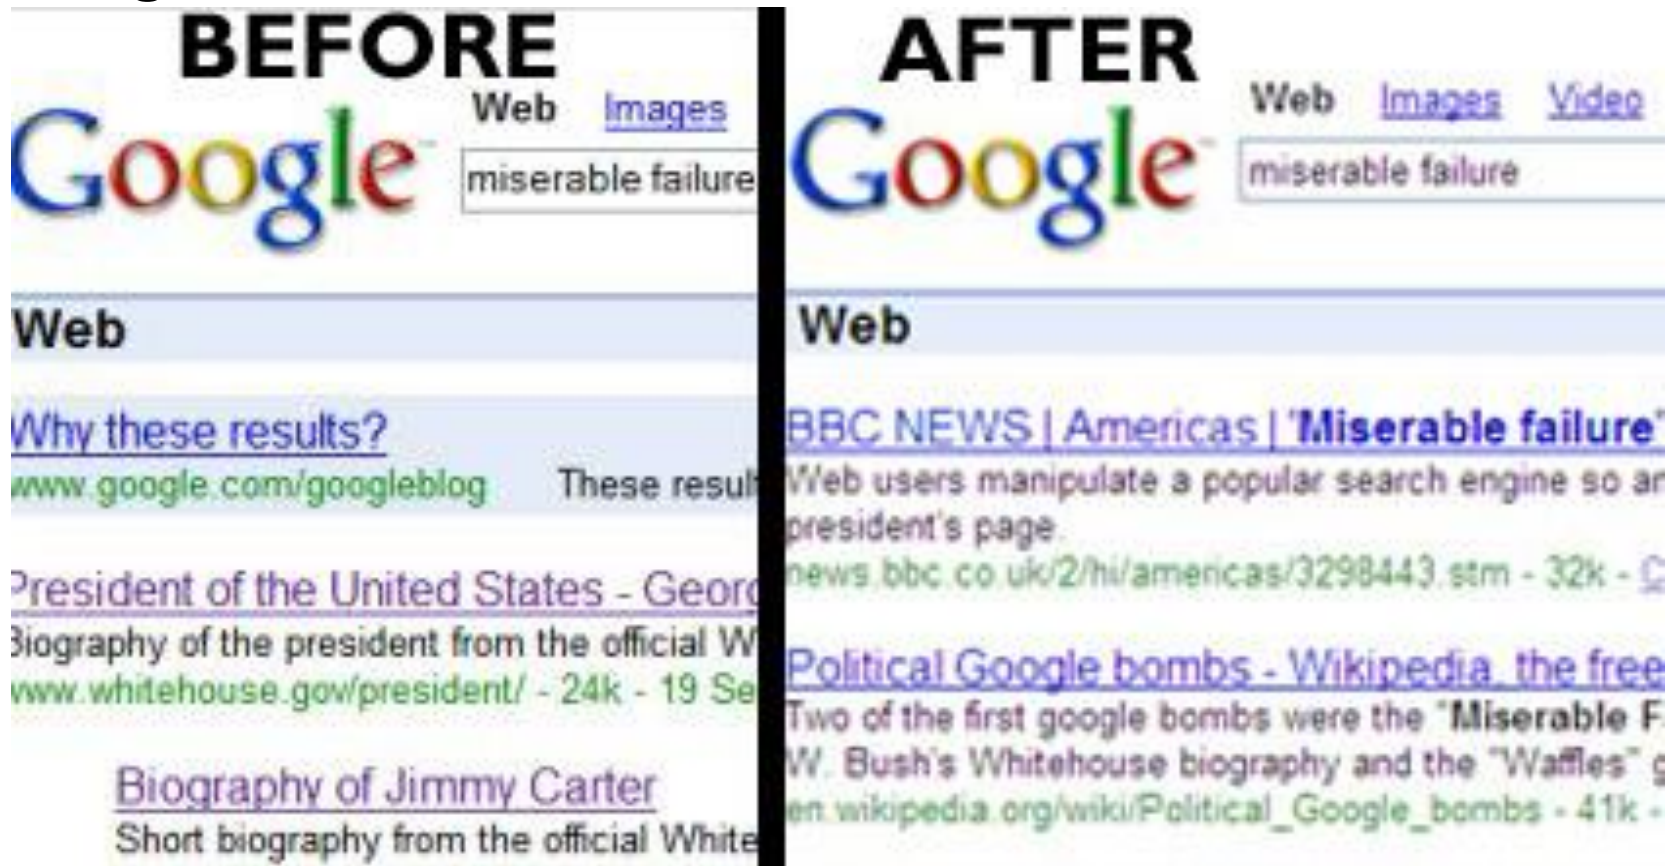 BEFORE
Web Images
Google
miserable failure
Web
Why these results?
www.google.com/googleblog These resul
President of the United States - Georg
Biography of the president from the official W
www.whitehouse.gov/president/ - 24k - 19 Se
Biography of Jimmy Carter
Short biography from the official White
AFTER
Web Images Video
Google
miserable failure
Web
BBC NEWS | Americas | 'Miserable failure'
Web users manipulate a popular search engine so an
president's page.
news.bbc.co.uk/2/hi/americas/3298443.stm - 32k - C
Political Google bombs - Wikipedia, the free
Two of the first google bombs were the "Miserable F
W. Bush's Whitehouse biography and the "Waffles" g
en.wikipedia.org/wiki/Political_Google_bombs - 41k -